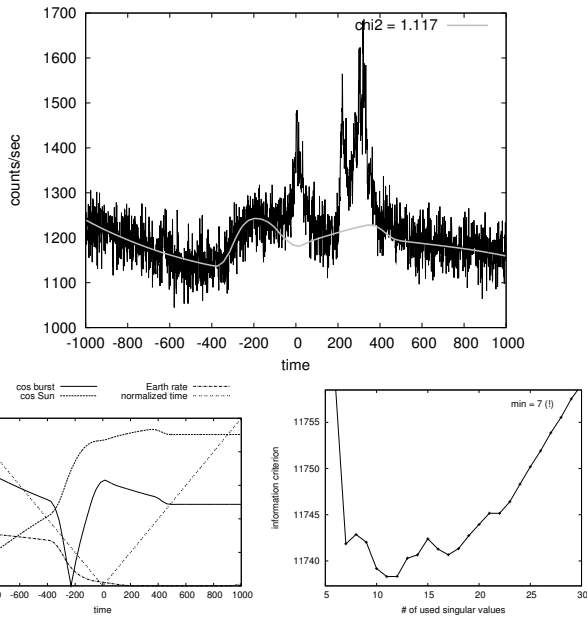 1700
1600
1500
1400
1300
1200
1100
1000
counts/sec
chi2 = 1.117
-1000 -800 -600 -400 -200 0 200 400 600 800 1000
time
cos burst
cos Sun
Earth rate
normalized time
-600 -400 -200 0 200 400 600 800 1000
time
min = 7 (!)
11755
11750
11745
11740
information criterion
5 10 15 20 25 30
# of used singular values